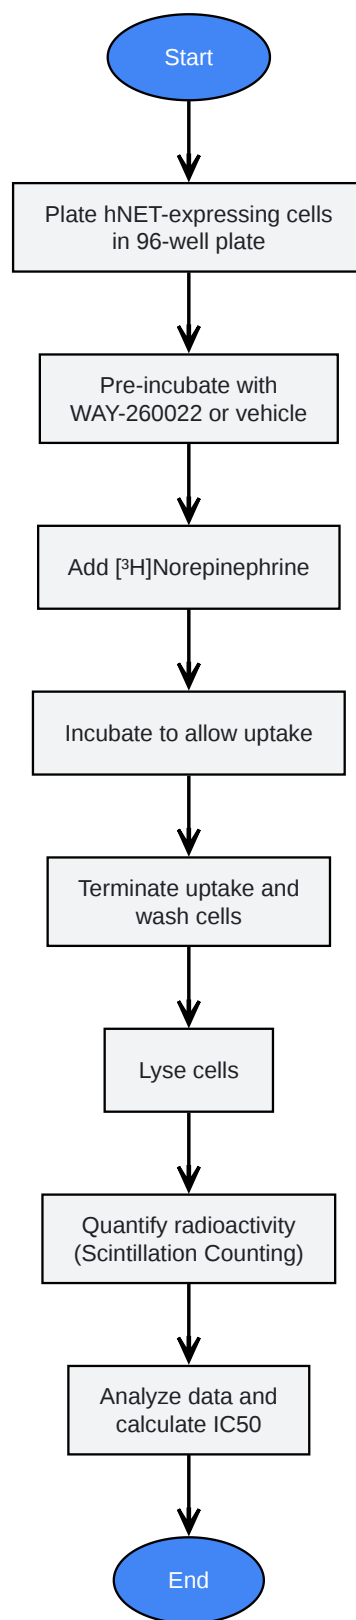 Start
Plate hNET-expressing cells
in 96-well plate
Pre-incubate with
WAY-260022 or vehicle
Add [³H]Norepinephrine
Incubate to allow uptake
Terminate uptake and
wash cells
Lyse cells
Quantify radioactivity
(Scintillation Counting)
Analyze data and
calculate IC50
End